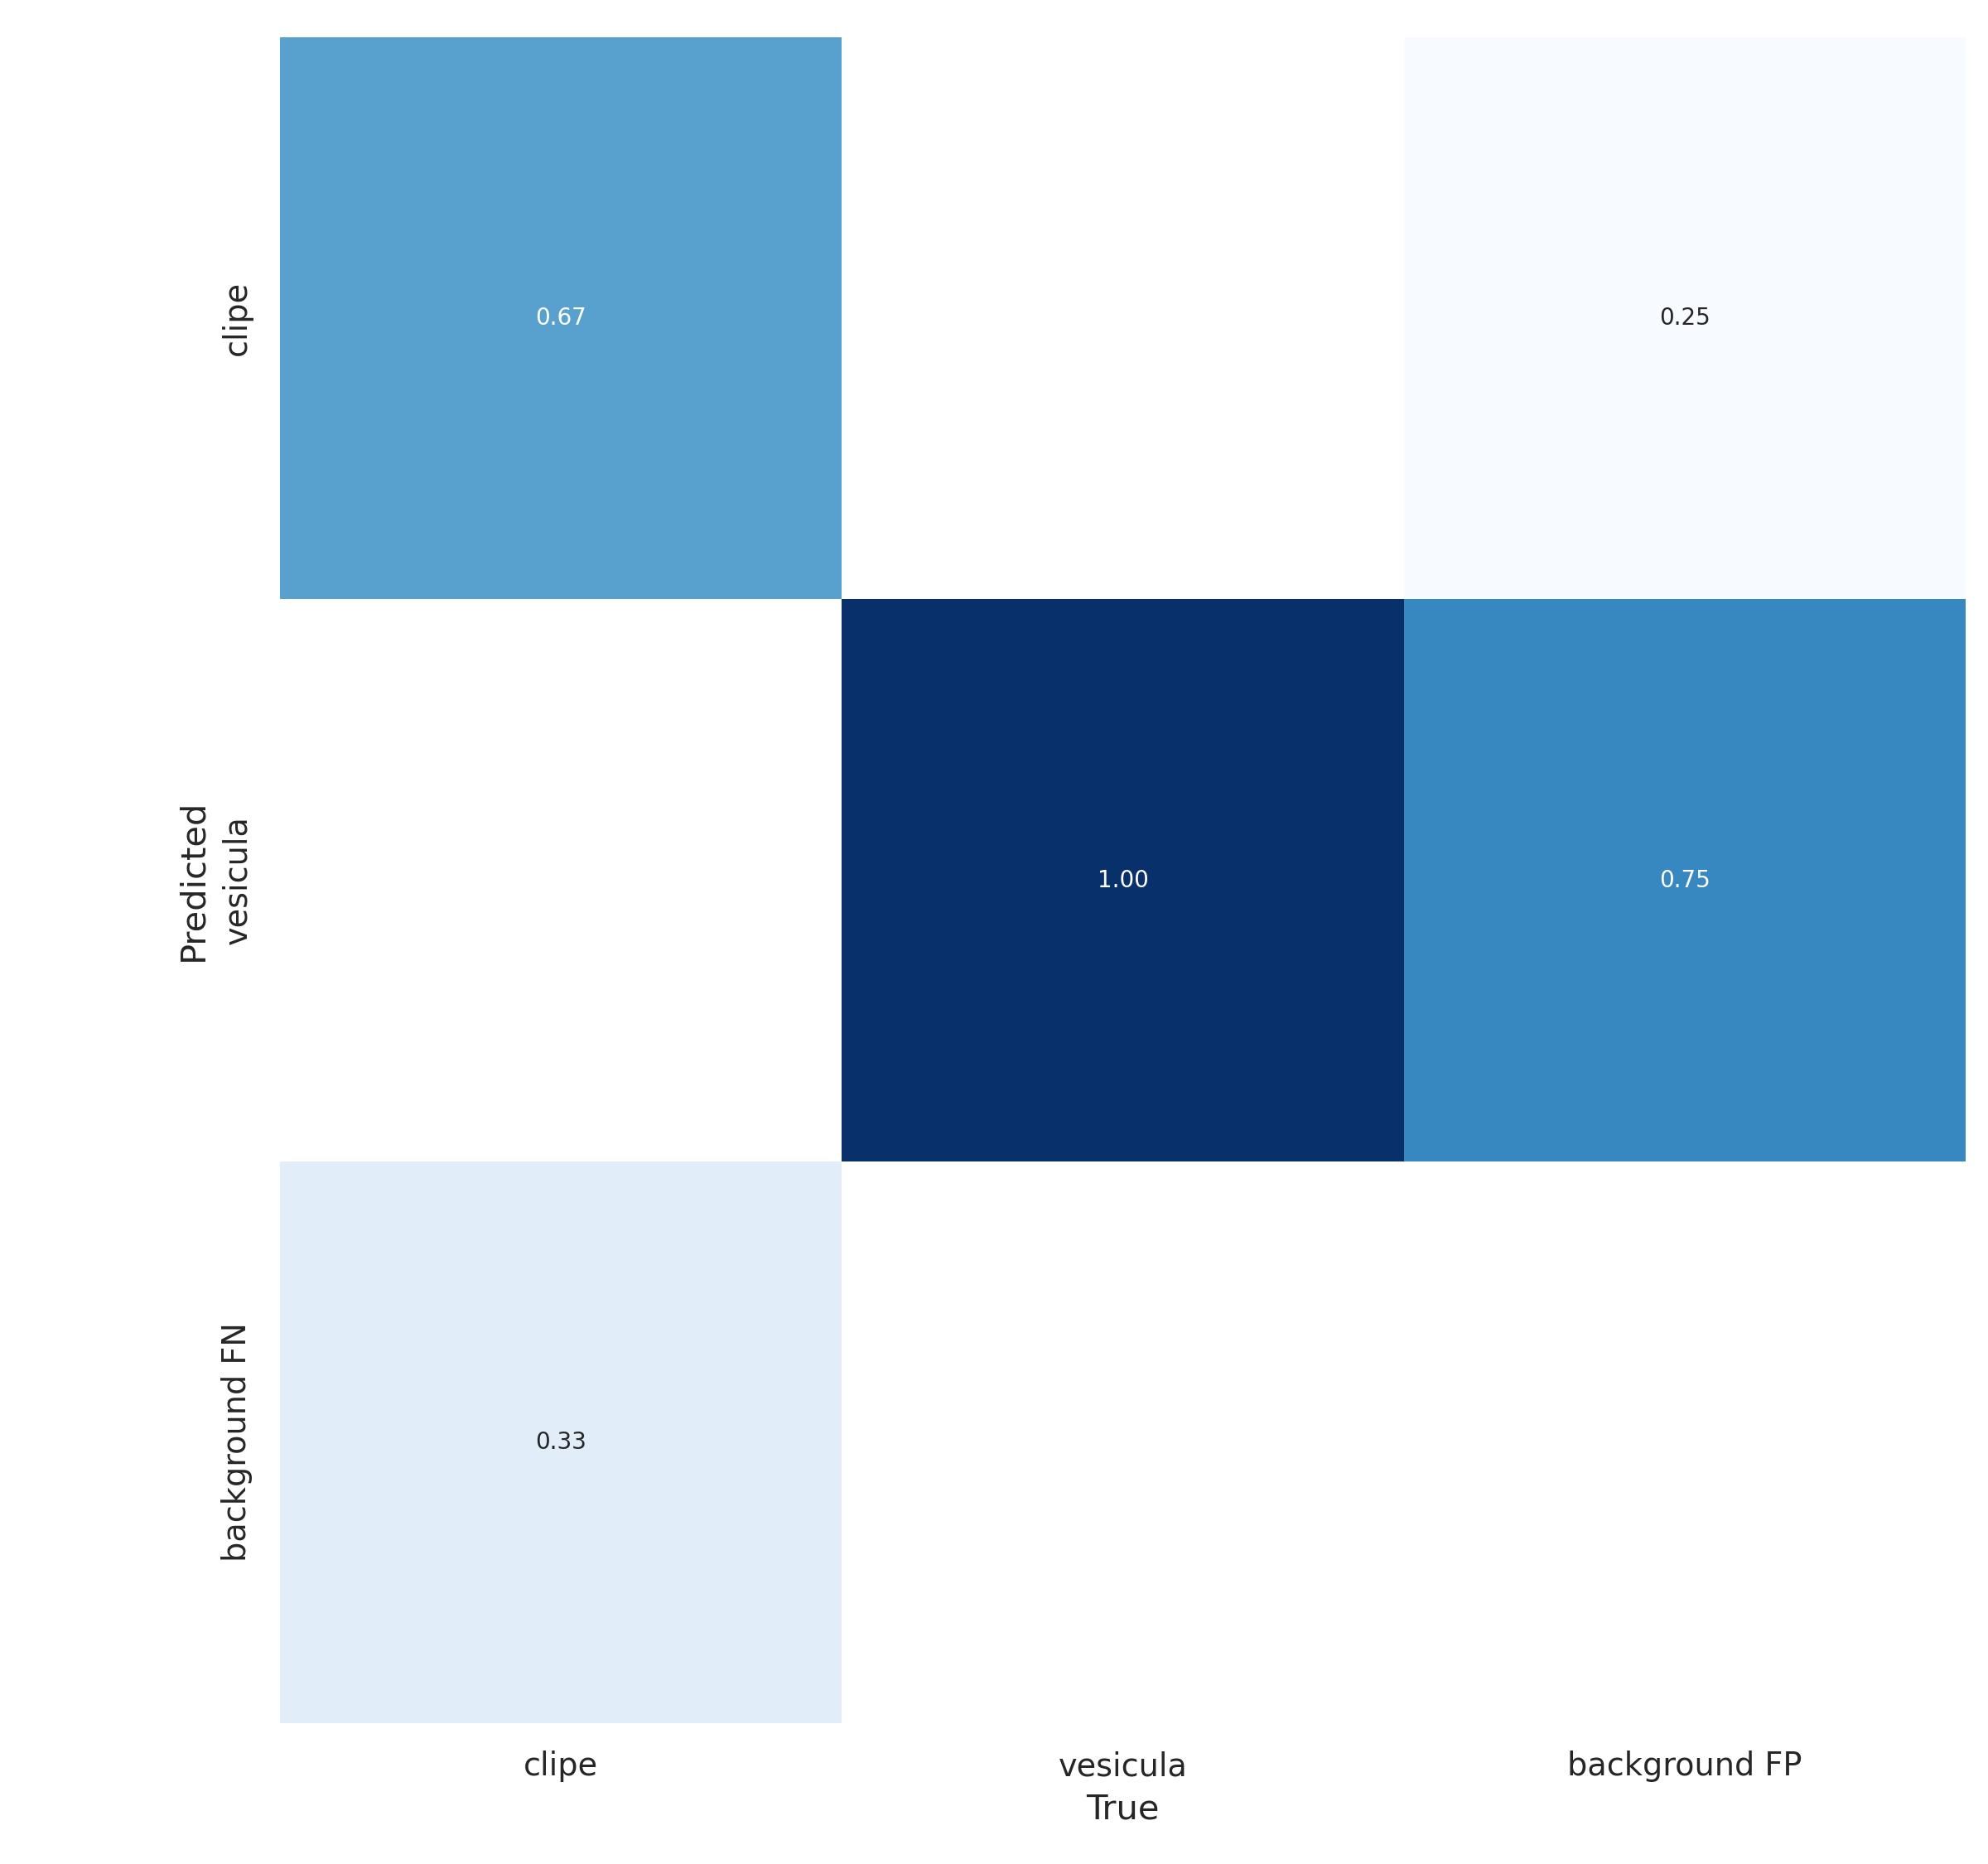 clipe
0.67
0.25
Predicted
vesicula
1.00
0.75
background FN
0.33
clipe
vesicula
background FP
True